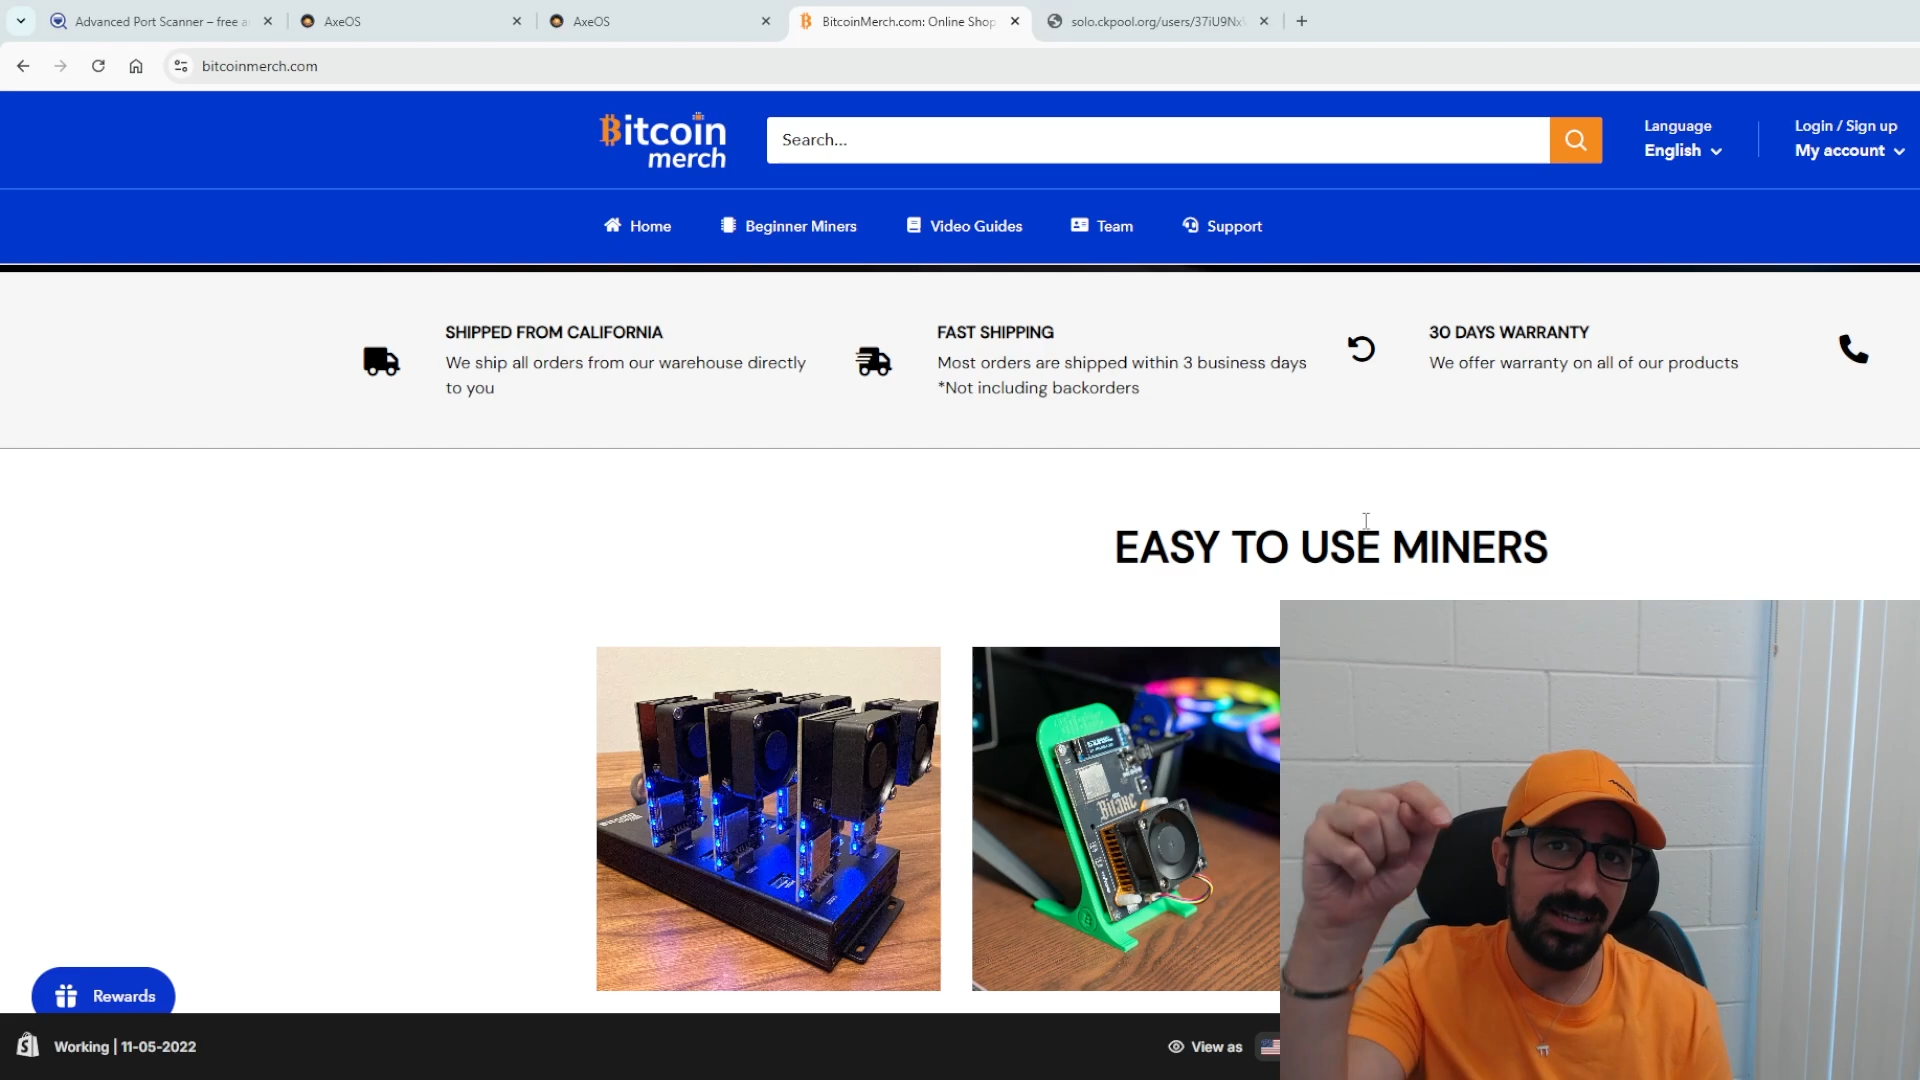 Advanced Port Scanner – free a
AxeOS
AxeOS
BitcoinMerch.com: Online Shop
solo.ckpool.org/users/37iU9Nx
bitcoinmerch.com
Bitcoin
merch
Search...
Language
English
Login / Sign up
My account
Home
Beginner Miners
Video Guides
Team
Support
SHIPPED FROM CALIFORNIA
We ship all orders from our warehouse directly
to you
FAST SHIPPING
Most orders are shipped within 3 business days
*Not including backorders
30 DAYS WARRANTY
We offer warranty on all of our products
EASY TO USE MINERS
Bitaxe
Rewards
Working | 11-05-2022
View as